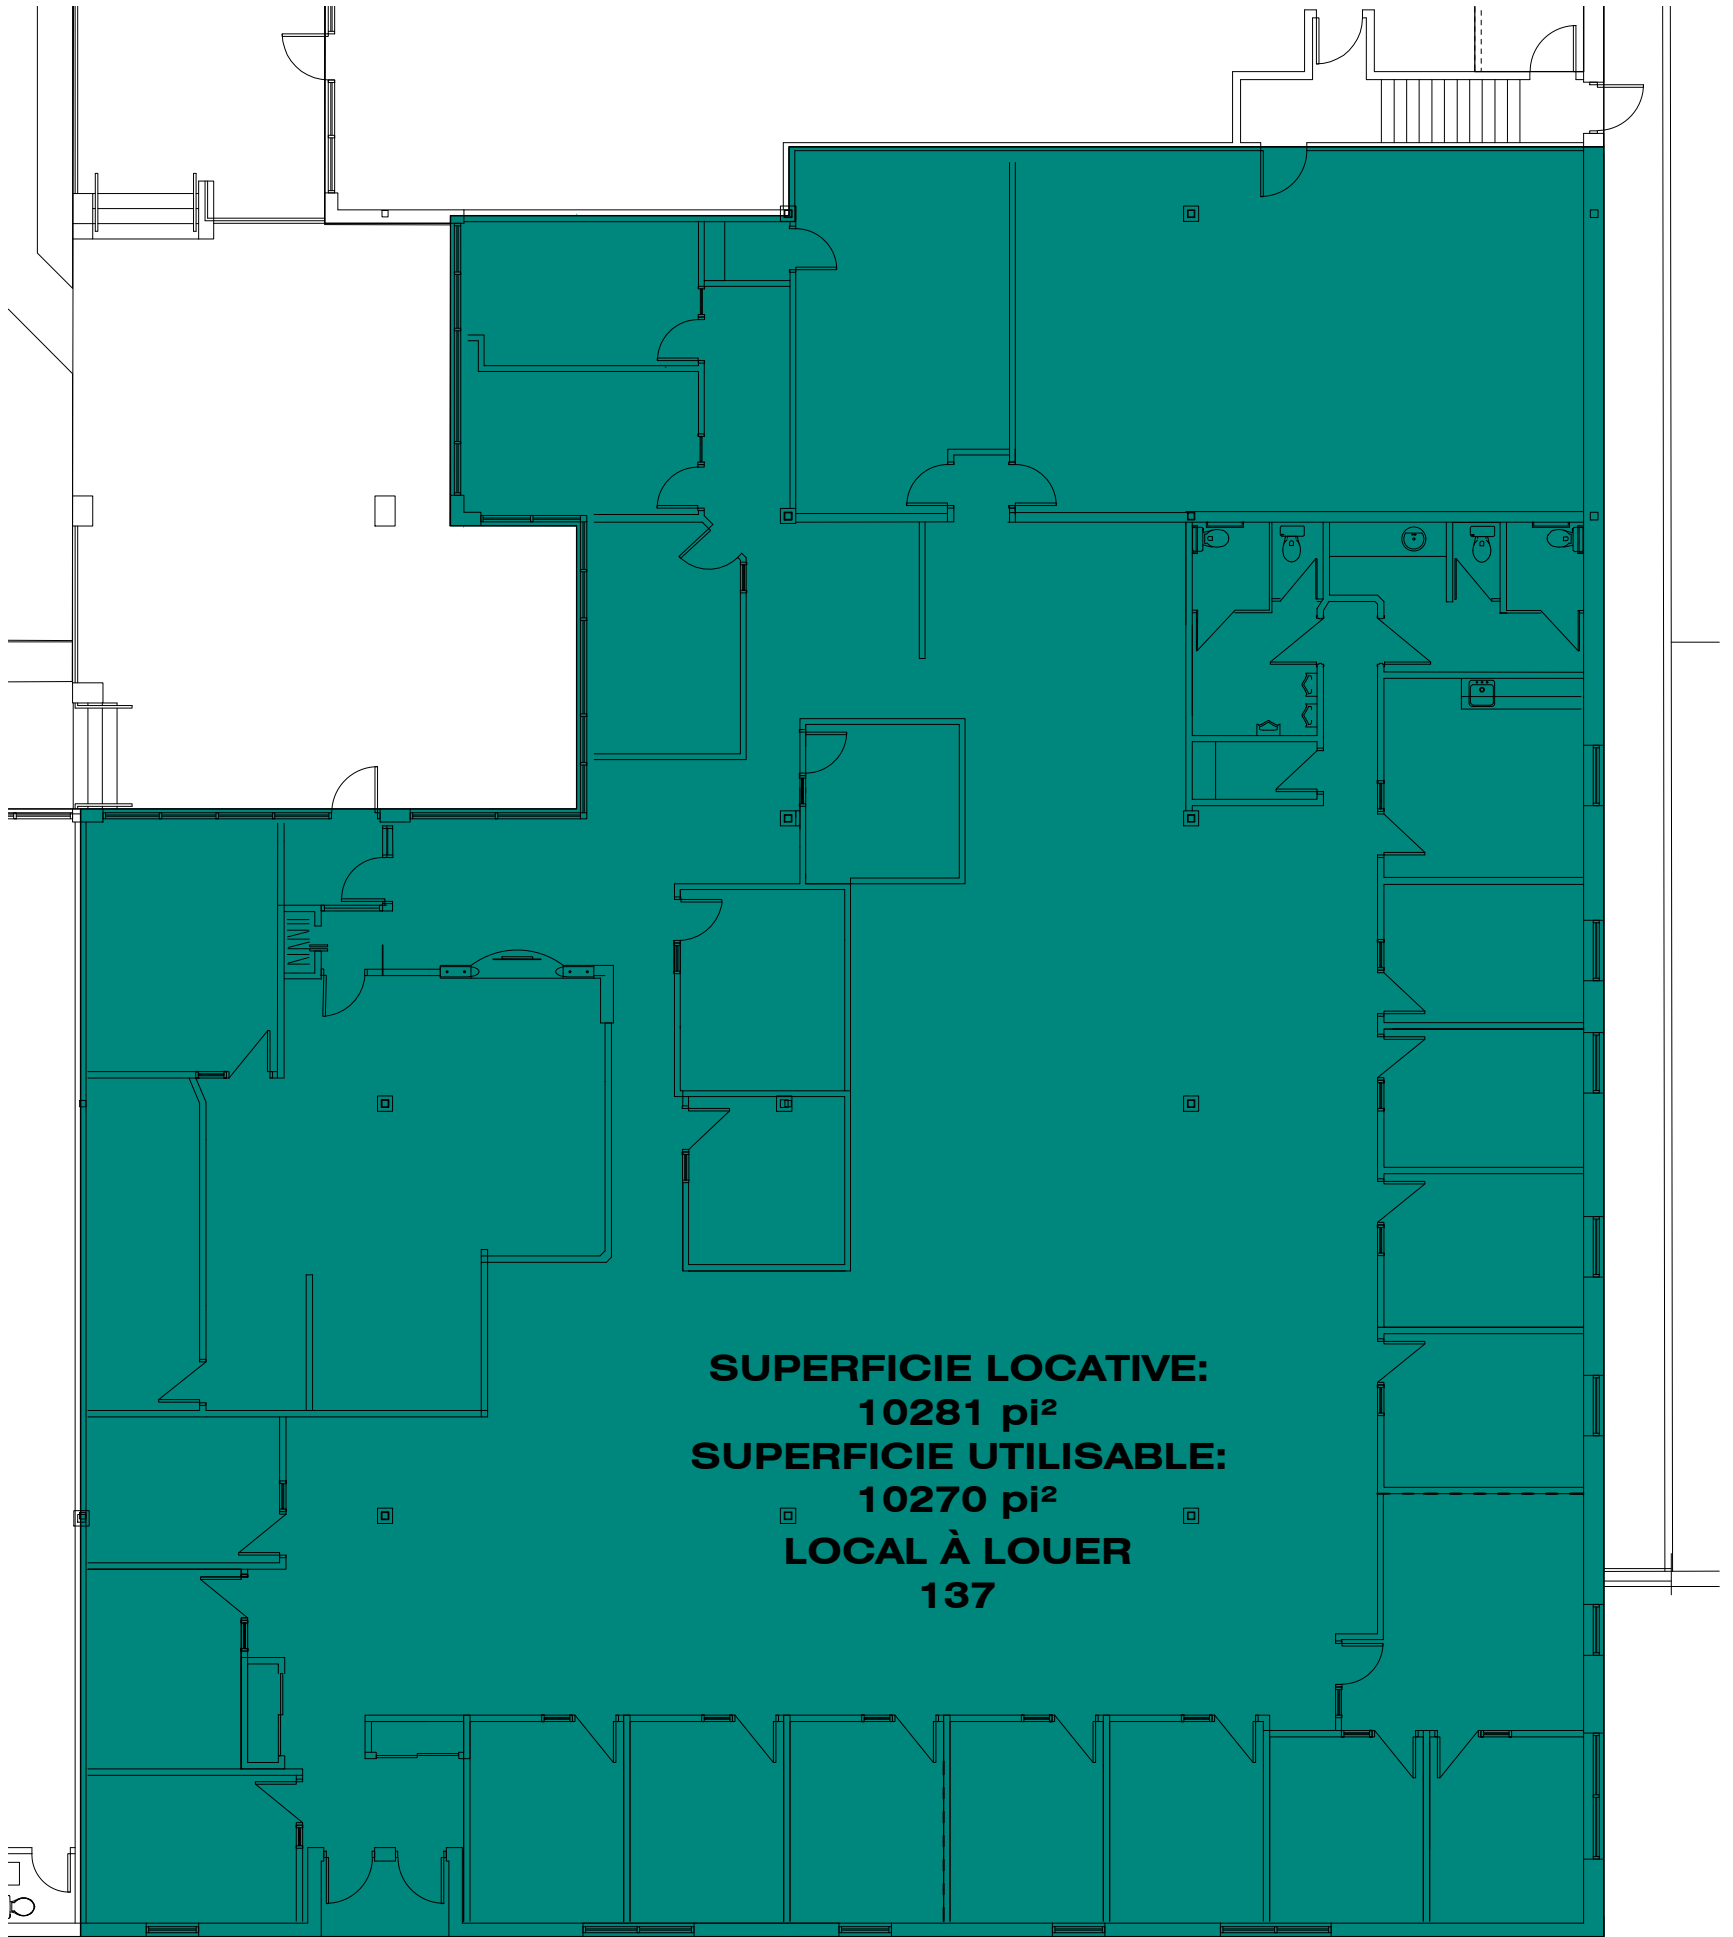 SUPERFICIE LOCATIVE:
10281 pi²
SUPERFICIE UTILISABLE:
10270 pi²
LOCAL À LOUER
137